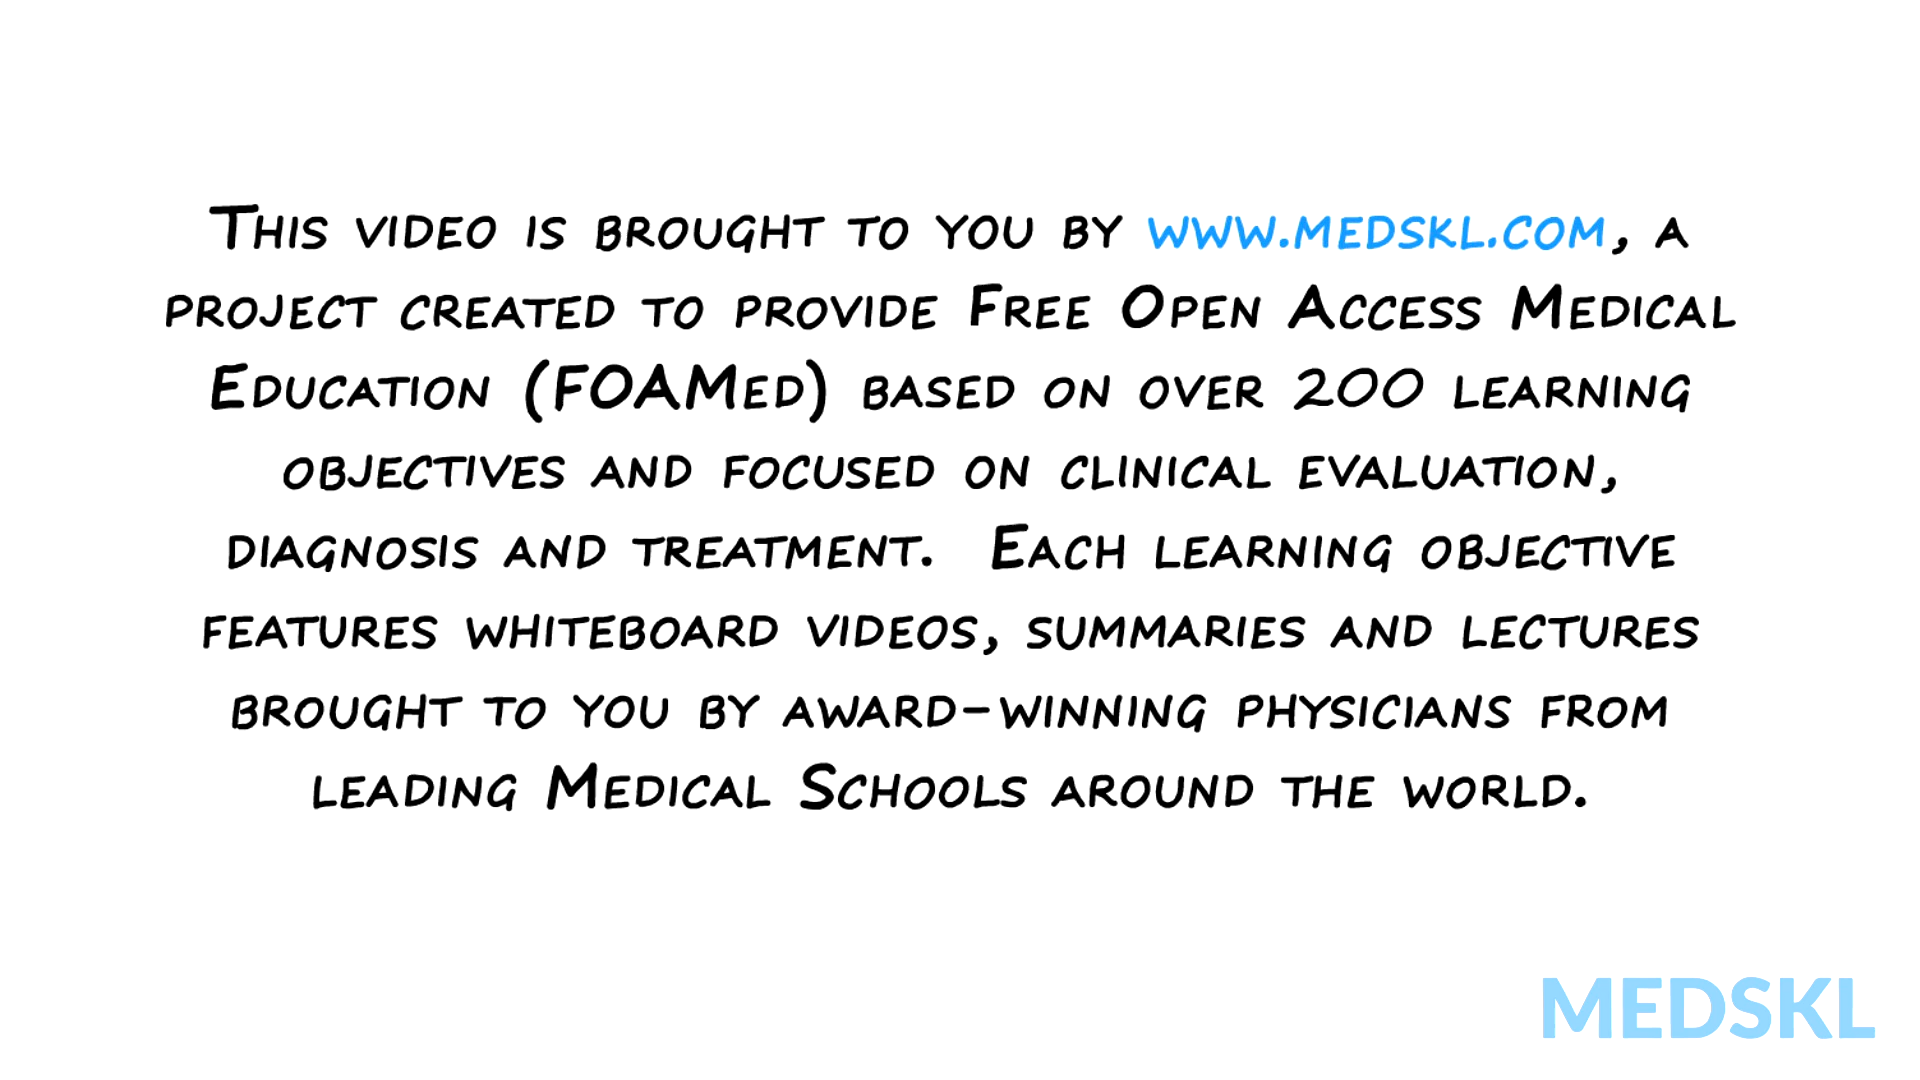 This video is brought to you by www.medskl.com, a
project created to provide Free Open Access Medical
Education (FOAMed) based on over 200 learning
objectives and focused on clinical evaluation,
diagnosis and treatment.  Each learning objective
features whiteboard videos, summaries and lectures
brought to you by award-winning physicians from
leading Medical Schools around the world.
MEDSKL